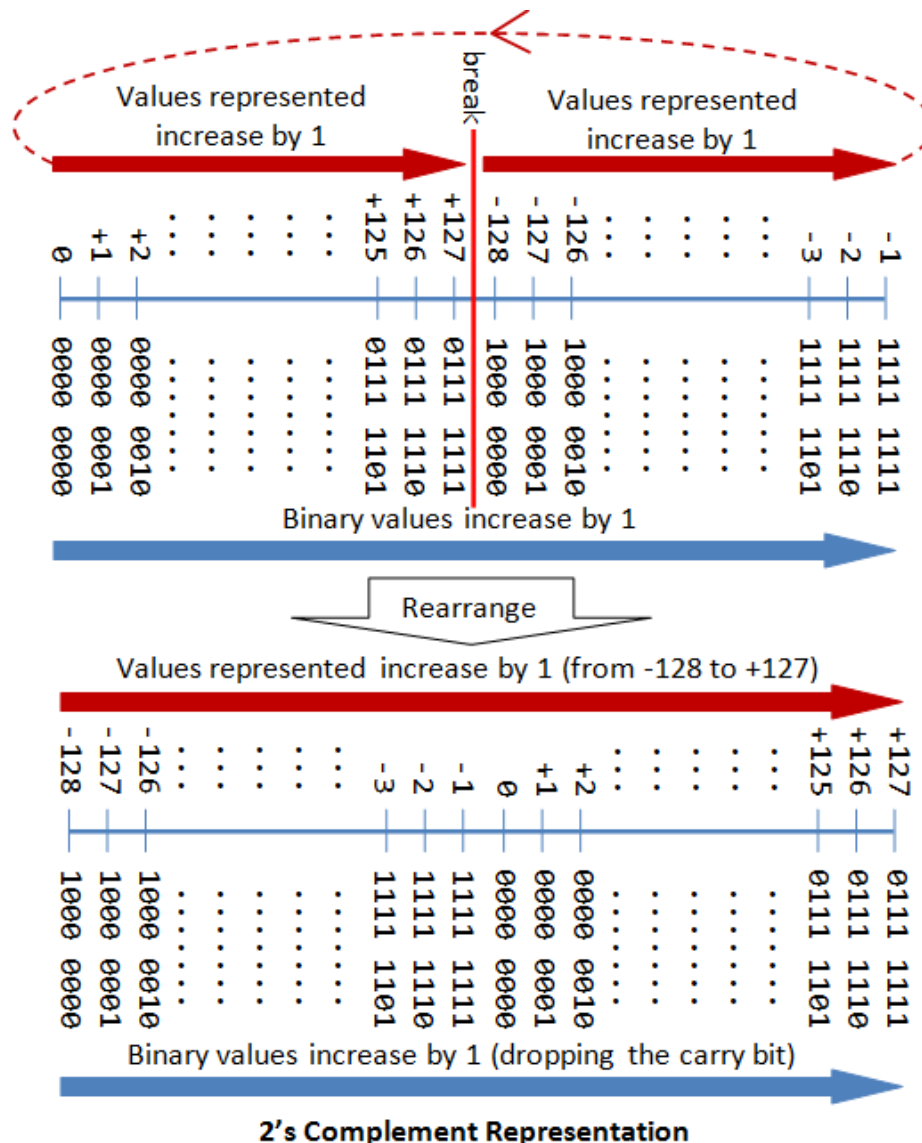 break
Values represented
increase by 1
Values represented
increase by 1
0 +1 +2 ..... +125 +126 +127 -128 -127 -126 ..... -3 -2 -1
0000 0000
0000 0001
0000 0010
0111 1101
0111 1110
0111 1111
1000 0000
1000 0001
1000 0010
1111 1101
1111 1110
1111 1111
Binary values increase by 1
Rearrange
Values represented increase by 1 (from -128 to +127)
-128 -127 -126 ..... -3 -2 -1 0 +1 +2 ..... +125 +126 +127
1000 0000
1000 0001
1000 0010
1111 1101
1111 1110
1111 1111
0000 0000
0000 0001
0000 0010
0111 1101
0111 1110
0111 1111
Binary values increase by 1 (dropping the carry bit)
2's Complement Representation